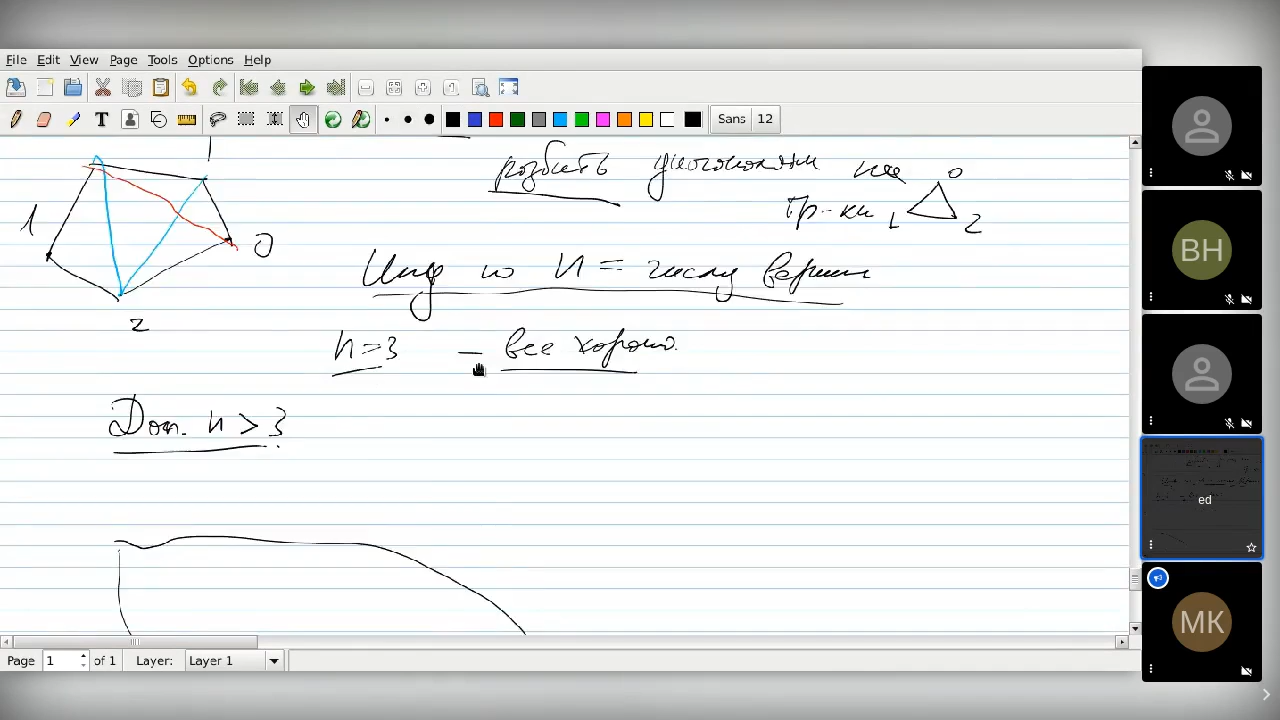 File Edit View Page Tools Options Help
Sans 12
1
разбить многоугольник на
тр-ки 1 0 2
1
0
2
Инд по n = числу вершин
n=3 — все хорошо.
Доп. n > 3
ed
BH
MK
Page 1 of 1 Layer: Layer 1